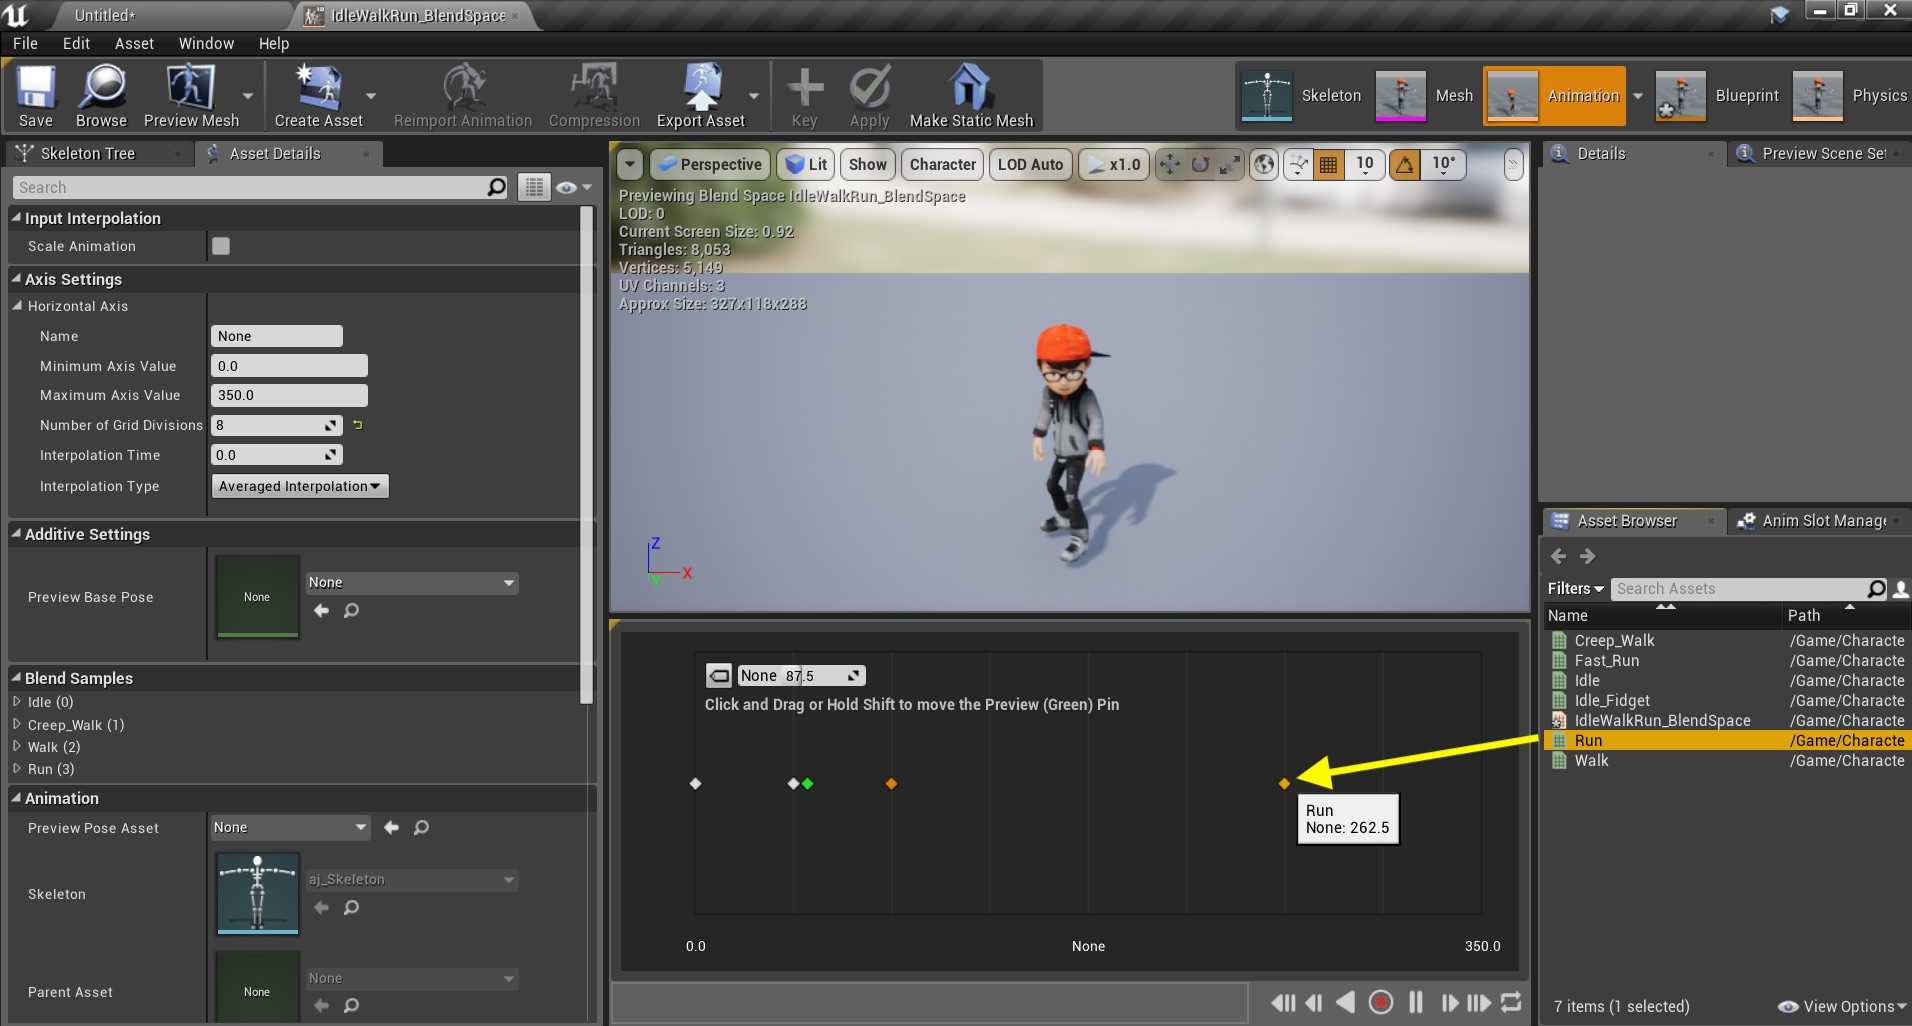 Untitled*
IdleWalkRun_BlendSpace
File Edit Asset Window Help
Save Browse Preview Mesh Create Asset Reimport Animation Compression Export Asset Key Apply Make Static Mesh
Skeleton Mesh Animation Blueprint Physics
Skeleton Tree
Asset Details
Search
Input Interpolation
Scale Animation
Axis Settings
Horizontal Axis
Name None
Minimum Axis Value 0.0
Maximum Axis Value 350.0
Number of Grid Divisions 8
Interpolation Time 0.0
Interpolation Type Averaged Interpolation
Additive Settings
Preview Base Pose None None
Blend Samples
Idle (0)
Creep_Walk (1)
Walk (2)
Run (3)
Animation
Preview Pose Asset None
Skeleton aj_Skeleton
Parent Asset None None
Perspective Lit Show Character LOD Auto x1.0 10 10°
Previewing Blend Space IdleWalkRun_BlendSpace
LOD: 0
Current Screen Size: 0.92
Triangles: 8,053
Vertices: 5,149
UV Channels: 3
Approx Size: 327x118x288
Z
X
Y
None 87.5
Click and Drag or Hold Shift to move the Preview (Green) Pin
Run
None: 262.5
0.0 None 350.0
Details
Preview Scene Set
Asset Browser
Anim Slot Manage
Filters Search Assets
Name Path
Creep_Walk /Game/Characte
Fast_Run /Game/Characte
Idle /Game/Characte
Idle_Fidget /Game/Characte
IdleWalkRun_BlendSpace /Game/Characte
Run /Game/Characte
Walk /Game/Characte
7 items (1 selected) View Options